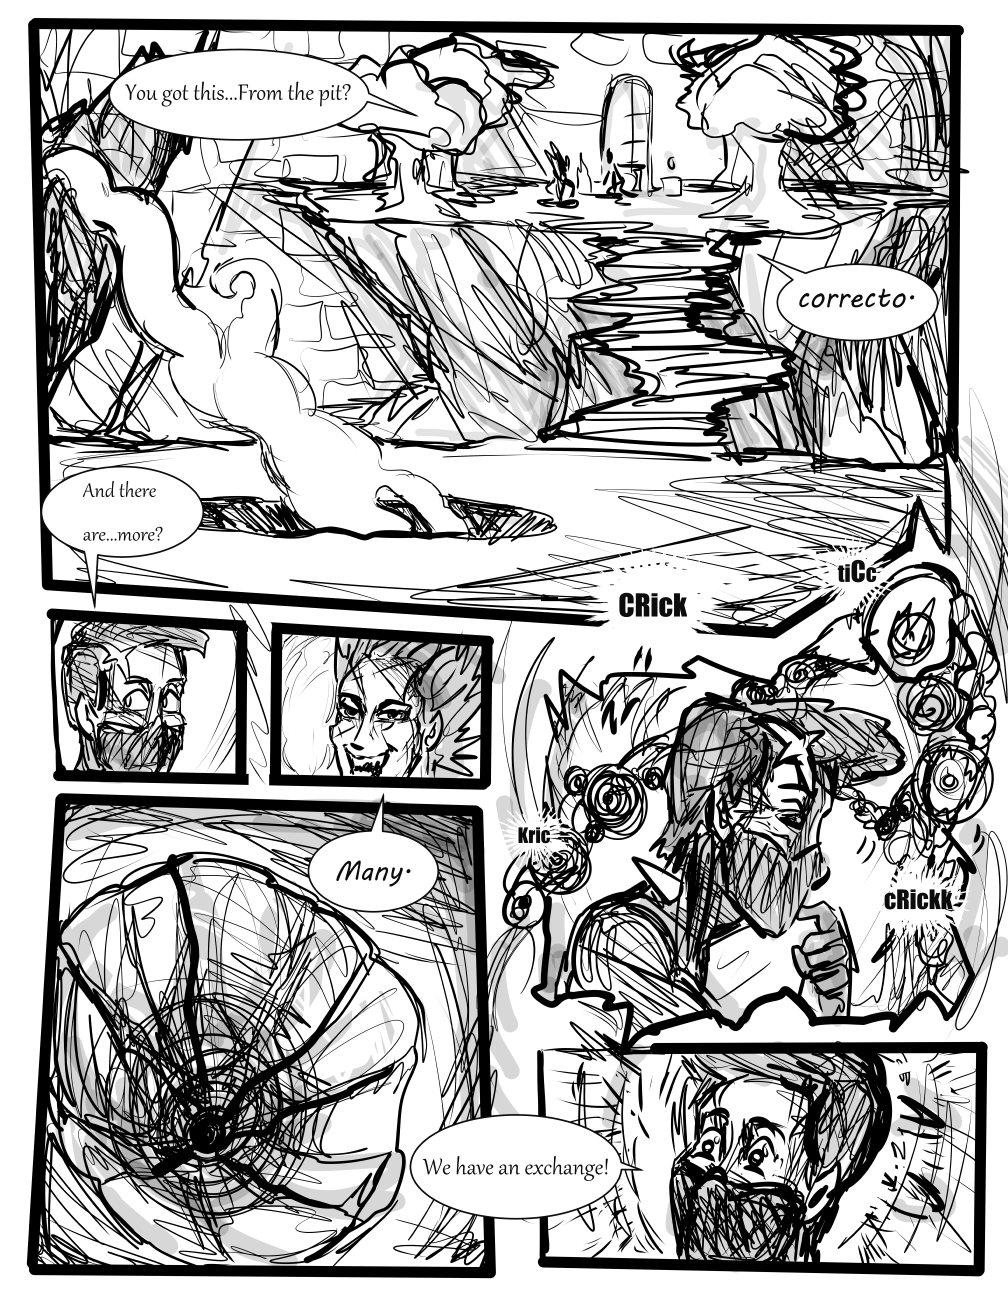 You got this...From the pit?
correcto.
And there
are...more?
CRick
tiCc
Kric
cRickk
Many.
We have an exchange!